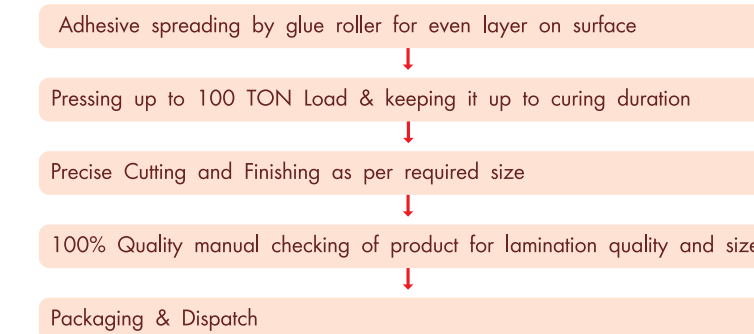 Adhesive spreading by glue roller for even layer on surface
Pressing up to 100 TON Load & keeping it up to curing duration
Precise Cutting and Finishing as per required size
100% Quality manual checking of product for lamination quality and size
Packaging & Dispatch